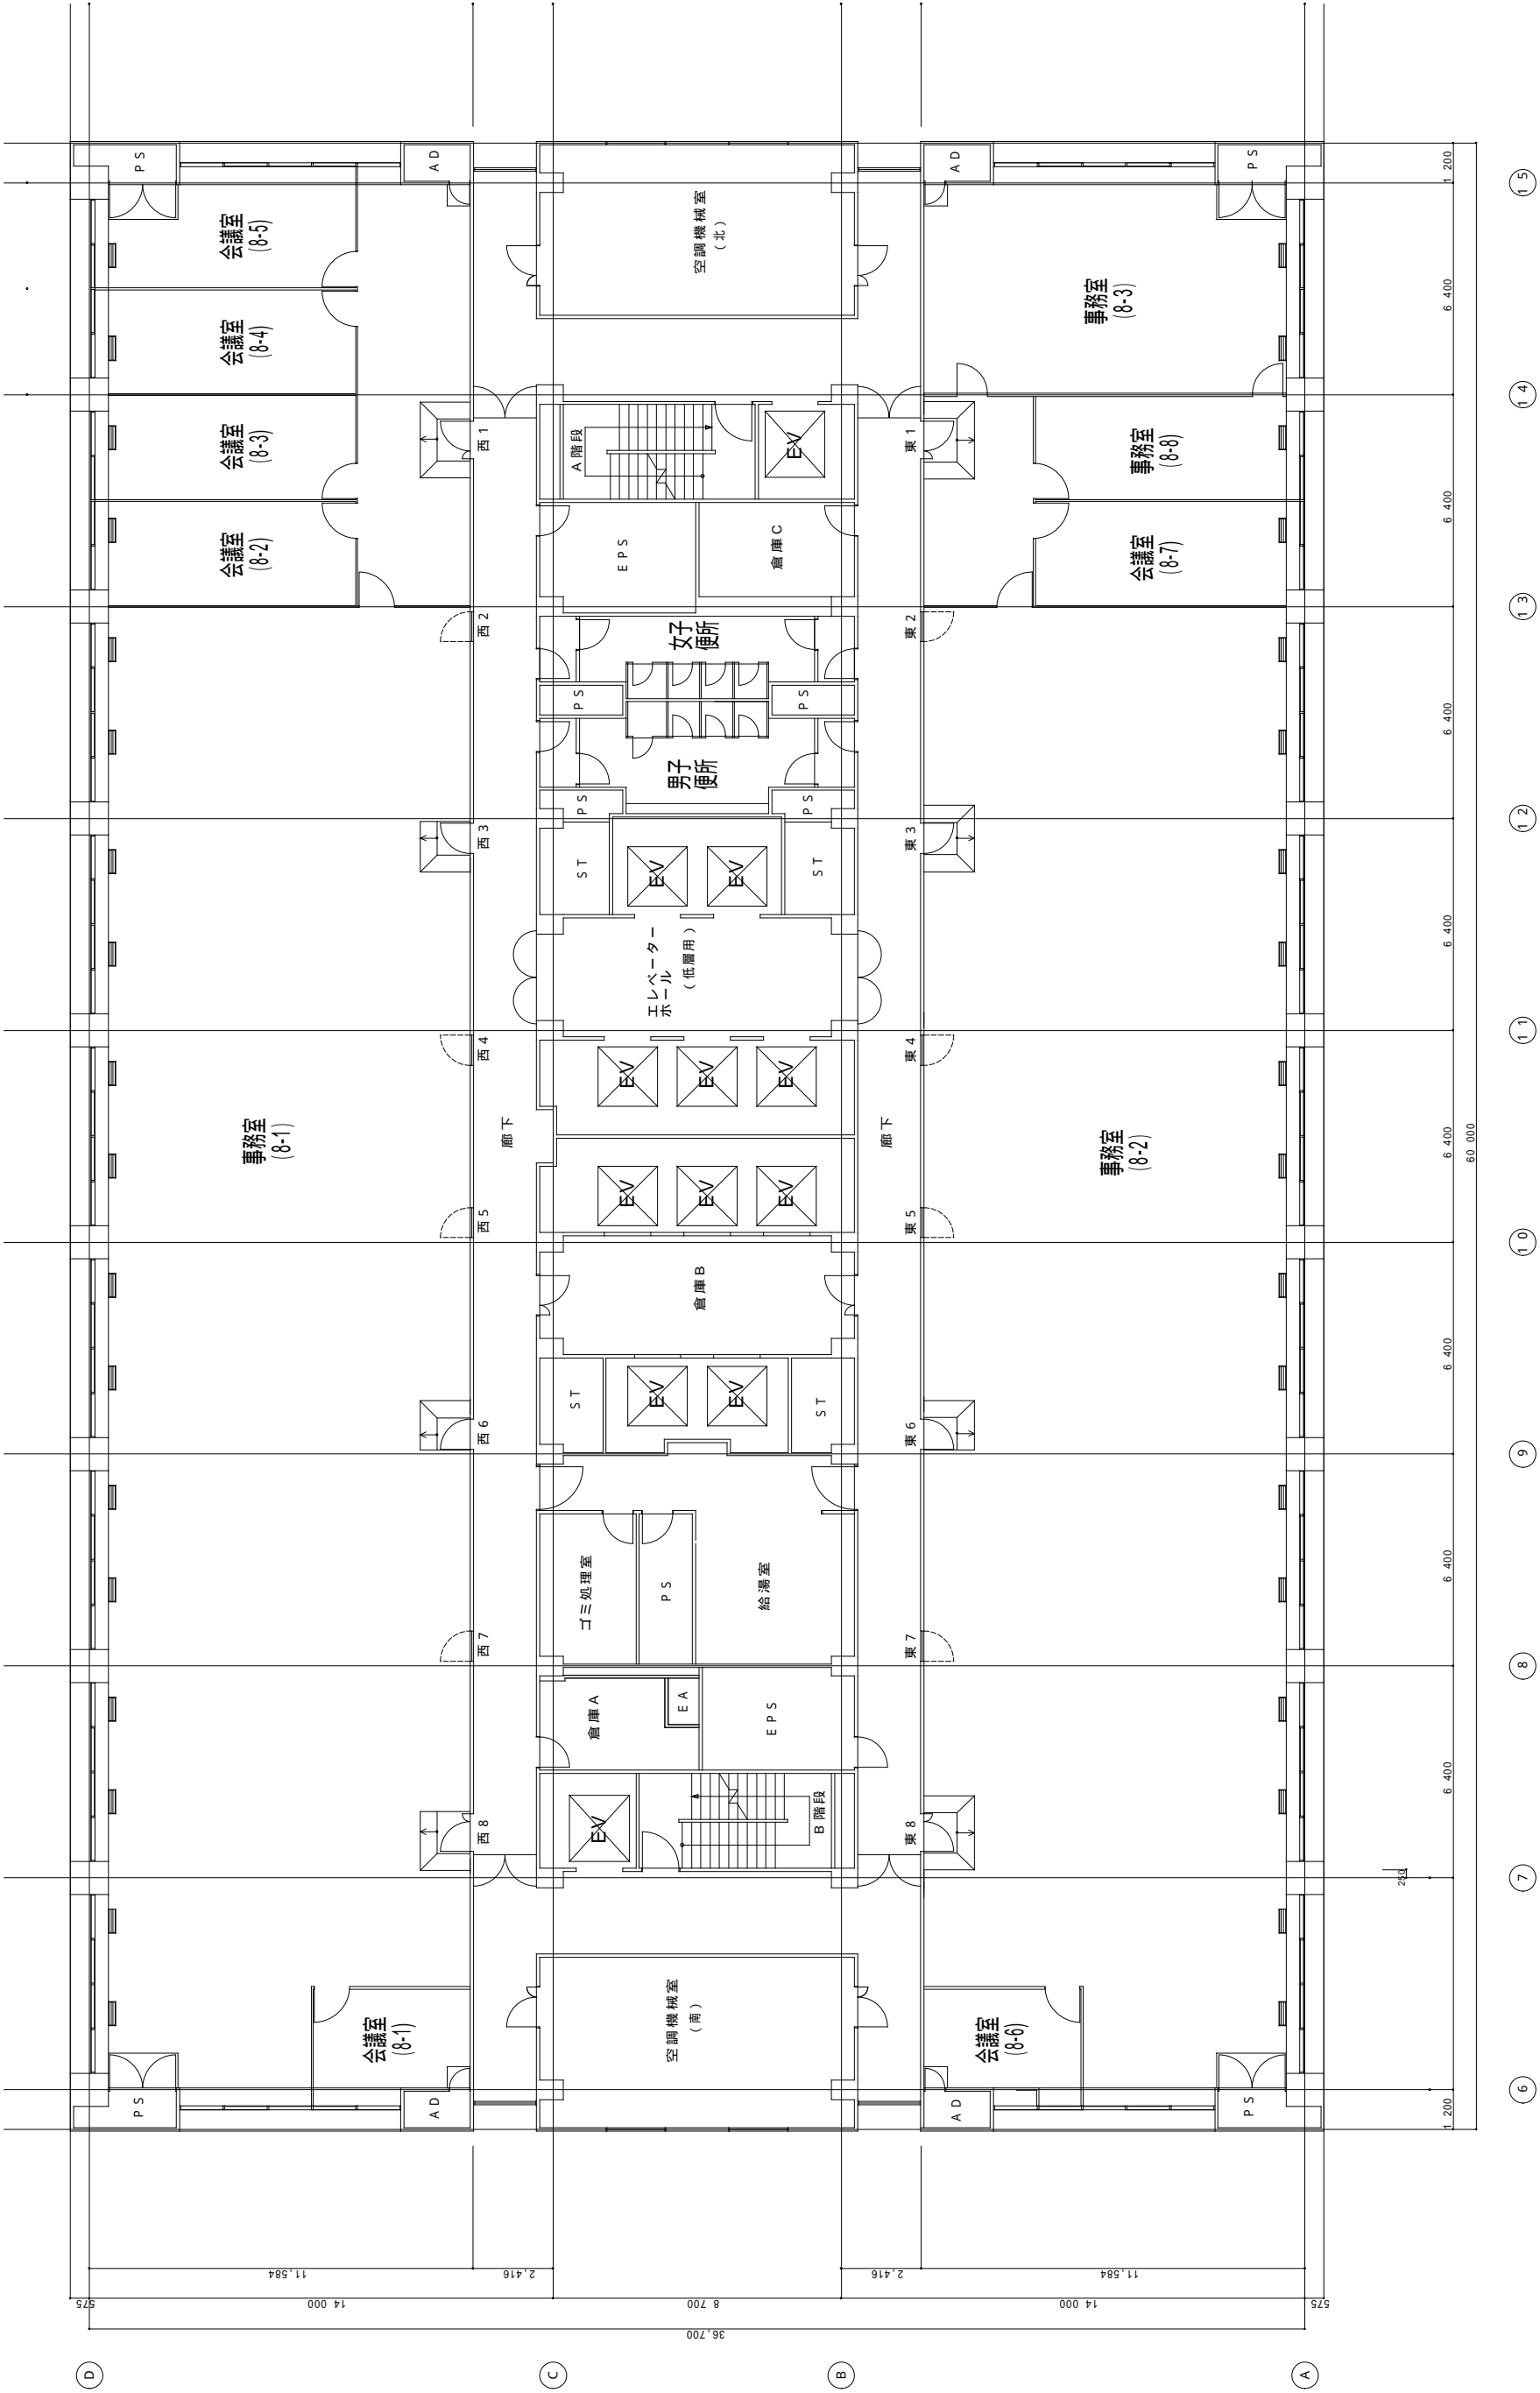 PS
AD
AD
PS
会議室
(8-5)
空調機械室
(北)
1 200
15
会議室
(8-4)
事務室
(8-3)
6 400
14
会議室
(8-3)
西1
A階段
EV
東1
事務室
(8-8)
会議室
(8-2)
EPS
倉庫C
会議室
(8-7)
6 400
13
西2
女子
便所
東2
PS
PS
6 400
男子
便所
PS
PS
12
西3
東3
ST
EV
EV
ST
エレベーター
ホール
(低層用)
6 400
11
西4
東4
EV
EV
EV
事務室
(8-1)
廊下
廊下
事務室
(8-2)
6 400
60 000
EV
EV
EV
西5
東5
10
倉庫B
6 400
ST
EV
EV
ST
西6
東6
9
ゴミ処理室
PS
給湯室
6 400
西7
東7
8
倉庫A
EA
EPS
6 400
西8
EV
B階段
東8
250
7
会議室
(8-1)
空調機械室
(南)
会議室
(8-6)
6
PS
AD
AD
PS
1 200
11,584
2,416
2,416
11,584
575
14 000
8 700
14 000
575
36,700
D
C
B
A